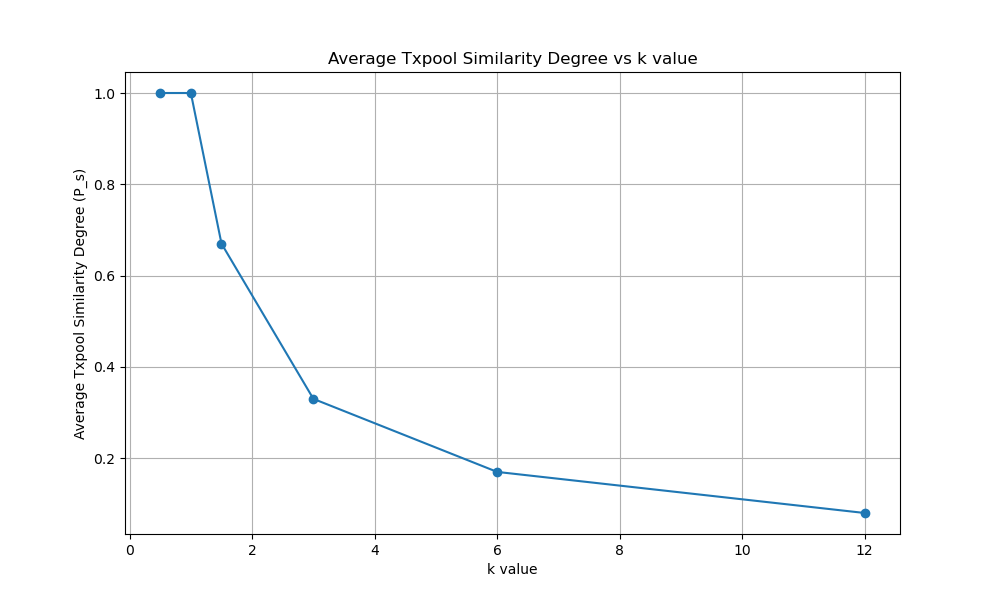 Average Txpool Similarity Degree vs k value
Average Txpool Similarity Degree (P_s)
1.0
0.8
0.6
0.4
0.2
0 2 4 6 8 10 12
k value